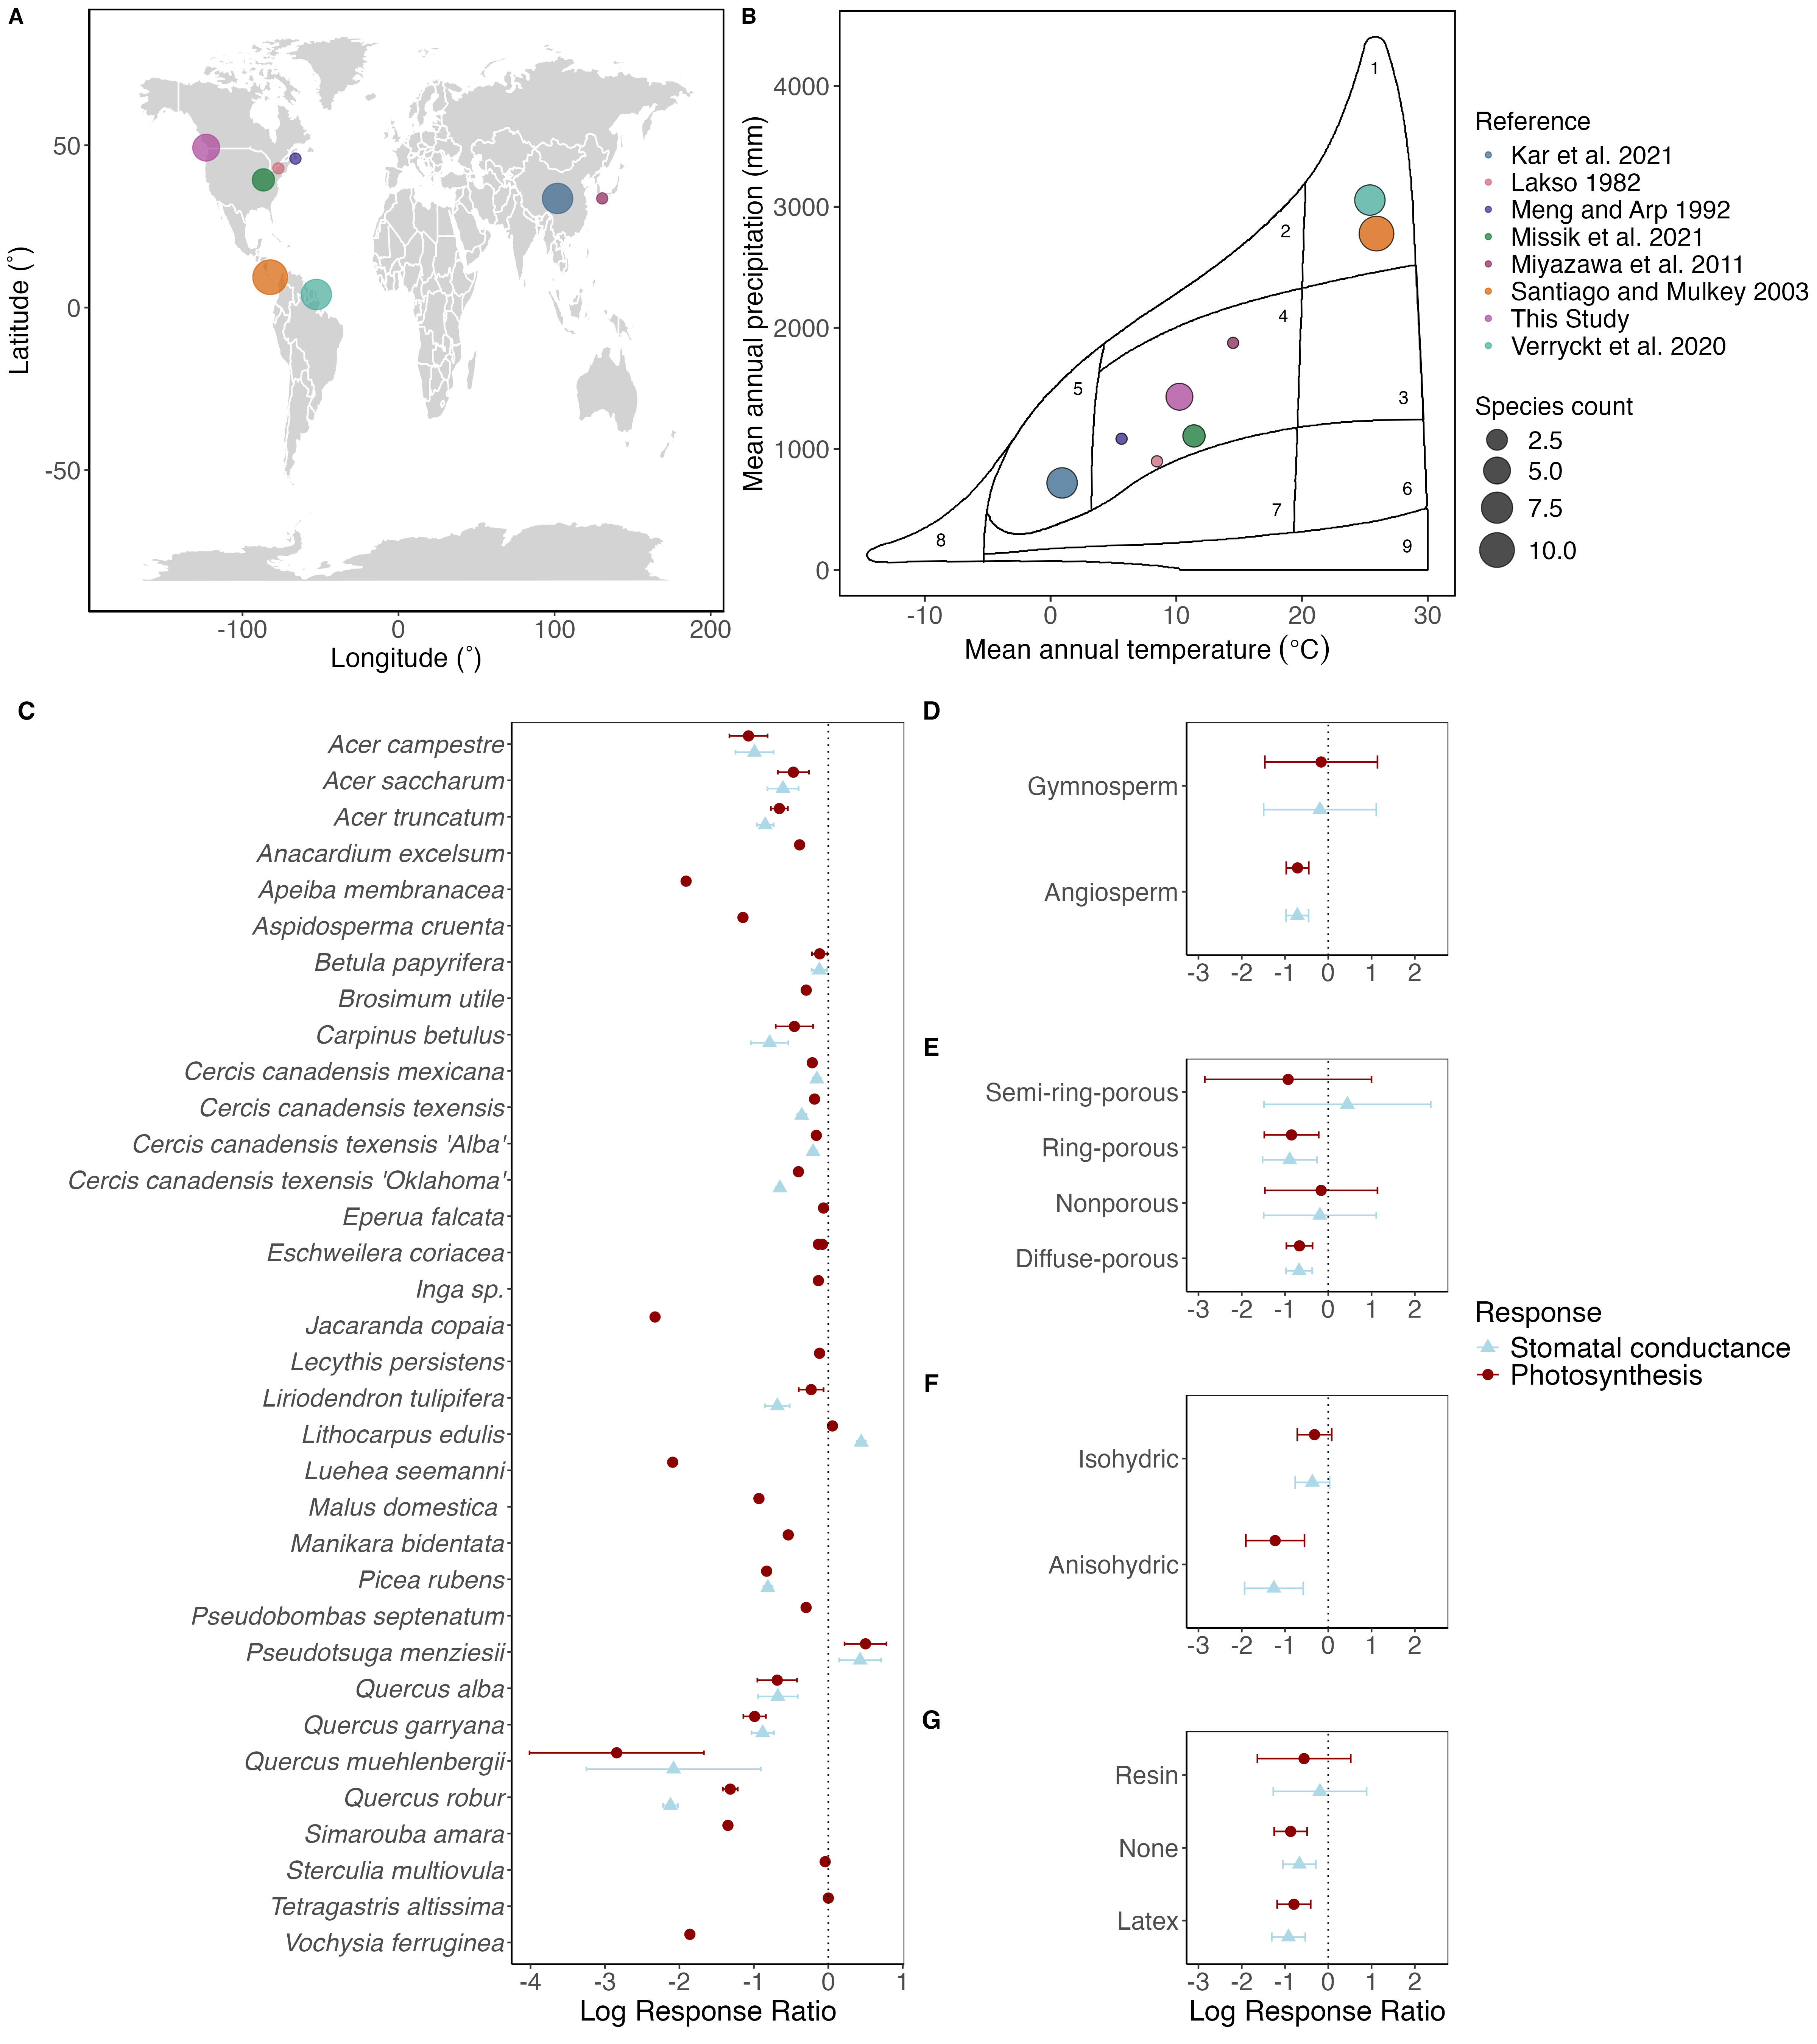 A
50
0
-50
Latitude (°)
-100
0
100
200
Longitude (°)
B
4000
3000
2000
1000
0
Mean annual precipitation (mm)
1
2
3
4
5
6
7
8
9
-10
0
10
20
30
Mean annual temperature (°C)
Reference
Kar et al. 2021
Lakso 1982
Meng and Arp 1992
Missik et al. 2021
Miyazawa et al. 2011
Santiago and Mulkey 2003
This Study
Verryckt et al. 2020
Species count
2.5
5.0
7.5
10.0
C
Acer campestre
Acer saccharum
Acer truncatum
Anacardium excelsum
Apeiba membranacea
Aspidosperma cruenta
Betula papyrifera
Brosimum utile
Carpinus betulus
Cercis canadensis mexicana
Cercis canadensis texensis
Cercis canadensis texensis 'Alba'
Cercis canadensis texensis 'Oklahoma'
Eperua falcata
Eschweilera coriacea
Inga sp.
Jacaranda copaia
Lecythis persistens
Liriodendron tulipifera
Lithocarpus edulis
Luehea seemanni
Malus domestica
Manikara bidentata
Picea rubens
Pseudobombas septenatum
Pseudotsuga menziesii
Quercus alba
Quercus garryana
Quercus muehlenbergii
Quercus robur
Simarouba amara
Sterculia multiovula
Tetragastris altissima
Vochysia ferruginea
-4
-3
-2
-1
0
1
Log Response Ratio
D
Gymnosperm
Angiosperm
-3
-2
-1
0
1
2
E
Semi-ring-porous
Ring-porous
Nonporous
Diffuse-porous
-3
-2
-1
0
1
2
F
Isohydric
Anisohydric
-3
-2
-1
0
1
2
G
Resin
None
Latex
-3
-2
-1
0
1
2
Log Response Ratio
Response
Stomatal conductance
Photosynthesis